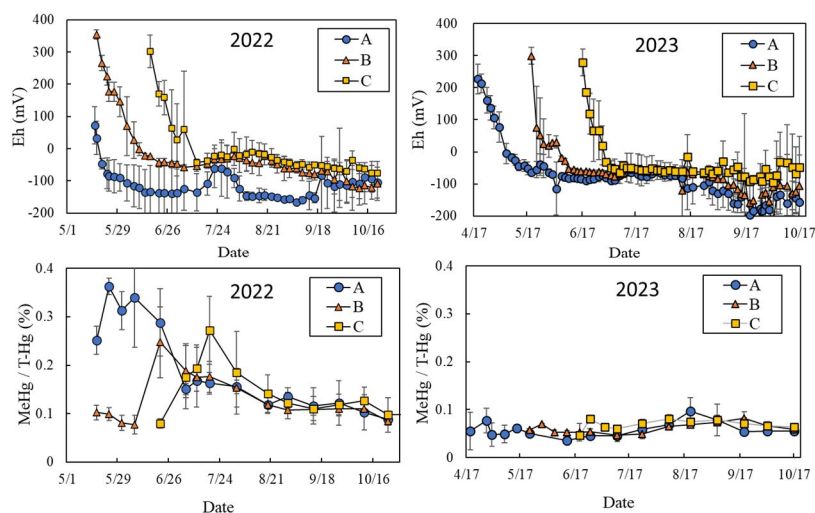 400
300
200
100
0
-100
-200
Eh (mV)
2022
A
B
C
5/1
5/29
6/26
7/24
8/21
9/18
10/16
Date
400
300
200
100
0
-100
-200
Eh (mV)
2023
A
B
C
4/17
5/17
6/17
7/17
8/17
9/17
10/17
Date
0.4
0.3
0.2
0.1
0
MeHg / T-Hg (%)
2022
A
B
C
5/1
5/29
6/26
7/24
8/21
9/18
10/16
Date
0.4
0.3
0.2
0.1
0
MeHg / T-Hg (%)
2023
A
B
C
4/17
5/17
6/17
7/17
8/17
9/17
10/17
Date